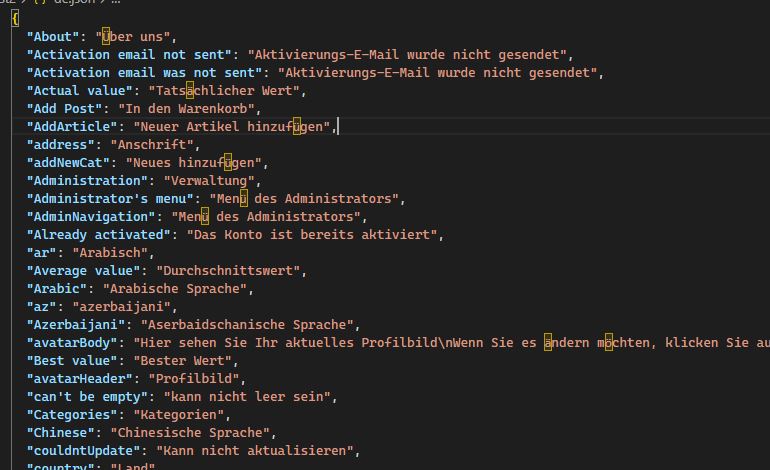 de.json > ...
{
"About": "Über uns",
"Activation email not sent": "Aktivierungs-E-Mail wurde nicht gesendet",
"Activation email was not sent": "Aktivierungs-E-Mail wurde nicht gesendet",
"Actual value": "Tatsächlicher Wert",
"Add Post": "In den Warenkorb",
"AddArticle": "Neuer Artikel hinzufügen",
"address": "Anschrift",
"addNewCat": "Neues hinzufügen",
"Administration": "Verwaltung",
"Administrator's menu": "Menü des Administrators",
"AdminNavigation": "Menü des Administrators",
"Already activated": "Das Konto ist bereits aktiviert",
"ar": "Arabisch",
"Average value": "Durchschnittswert",
"Arabic": "Arabische Sprache",
"az": "azerbaijani",
"Azerbaijani": "Aserbaidschanische Sprache",
"avatarBody": "Hier sehen Sie Ihr aktuelles Profilbild\nWenn Sie es ändern möchten, klicken Sie au
"Best value": "Bester Wert",
"avatarHeader": "Profilbild",
"can't be empty": "kann nicht leer sein",
"Categories": "Kategorien",
"Chinese": "Chinesische Sprache",
"couldntUpdate": "Kann nicht aktualisieren",
"country": "Land"